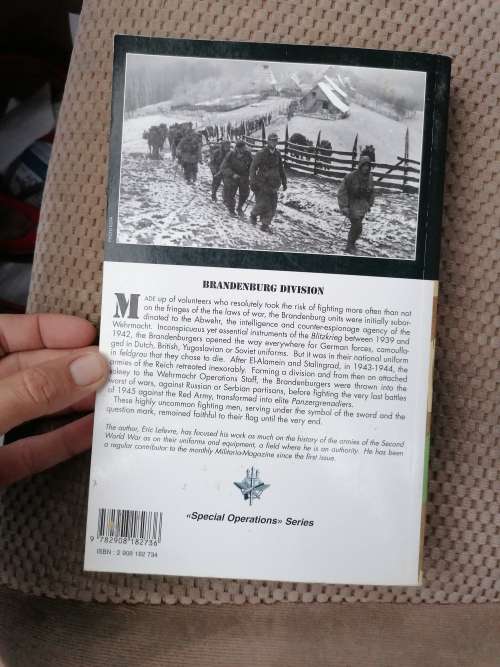 BRANDENBURG DIVISION
MADE up of volunteers who resolutely took the risk of fighting more often than not
on the fringes of the the laws of war, the Brandenburg units were initially subor-
dinated to the Abwehr, the intelligence and counter-espionage agency of the
Wehrmacht. Inconspicuous yet essential instruments of the Blitzkrieg between 1939 and
1942, the Brandenburgers opened the way everywhere for German forces, camoufla-
ged in Dutch, British, Yugoslavian or Soviet uniforms. But it was in their national uniform
in feldgrau that they chose to die. After El-Alamein and Stalingrad, in 1943-1944, the
armies of the Reich retreated inexorably. Forming a division and from then on attached
solely to the Wehrmacht Operations Staff, the Brandenburgers were thrown into the
worst of wars, against Russian or Serbian partisans, before fighting the very last battles
of 1945 against the Red Army, transformed into elite Panzergrenadiers.
These highly uncommon fighting men, serving under the symbol of the sword and the
question mark, remained faithful to their flag until the very end.
The author, Eric Lefevre, has focused his work as much on the history of the armies of the Second
World War as on their uniforms and equipment, a field where he is an authority. He has been
a regular contributor to the monthly Militaria-Magazine since the first issue.
«Special Operations» Series
9 782908 182736
ISBN : 2 908 182 734